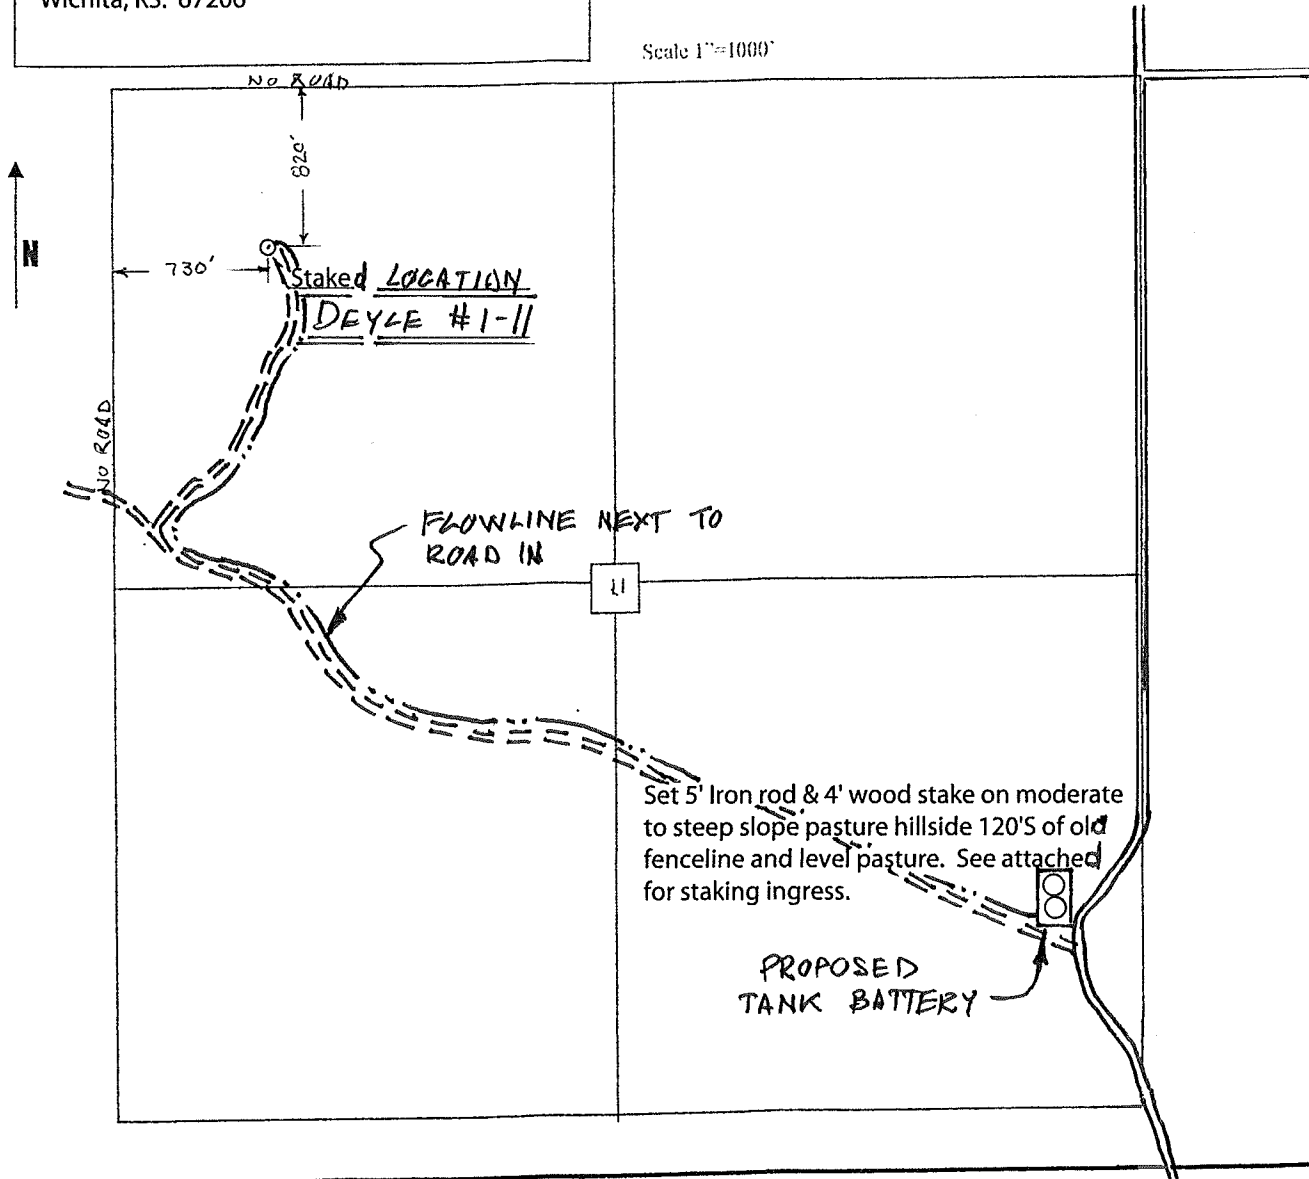 Wichita, KS. 67206
Scale 1"=1000'
NO ROAD
820'
N
730'
Staked LOCATION
DEYLE #1-11
NO ROAD
FLOWLINE NEXT TO
ROAD IN
11
Set 5' Iron rod & 4' wood stake on moderate
to steep slope pasture hillside 120'S of old
fenceline and level pasture. See attached
for staking ingress.
PROPOSED
TANK BATTERY